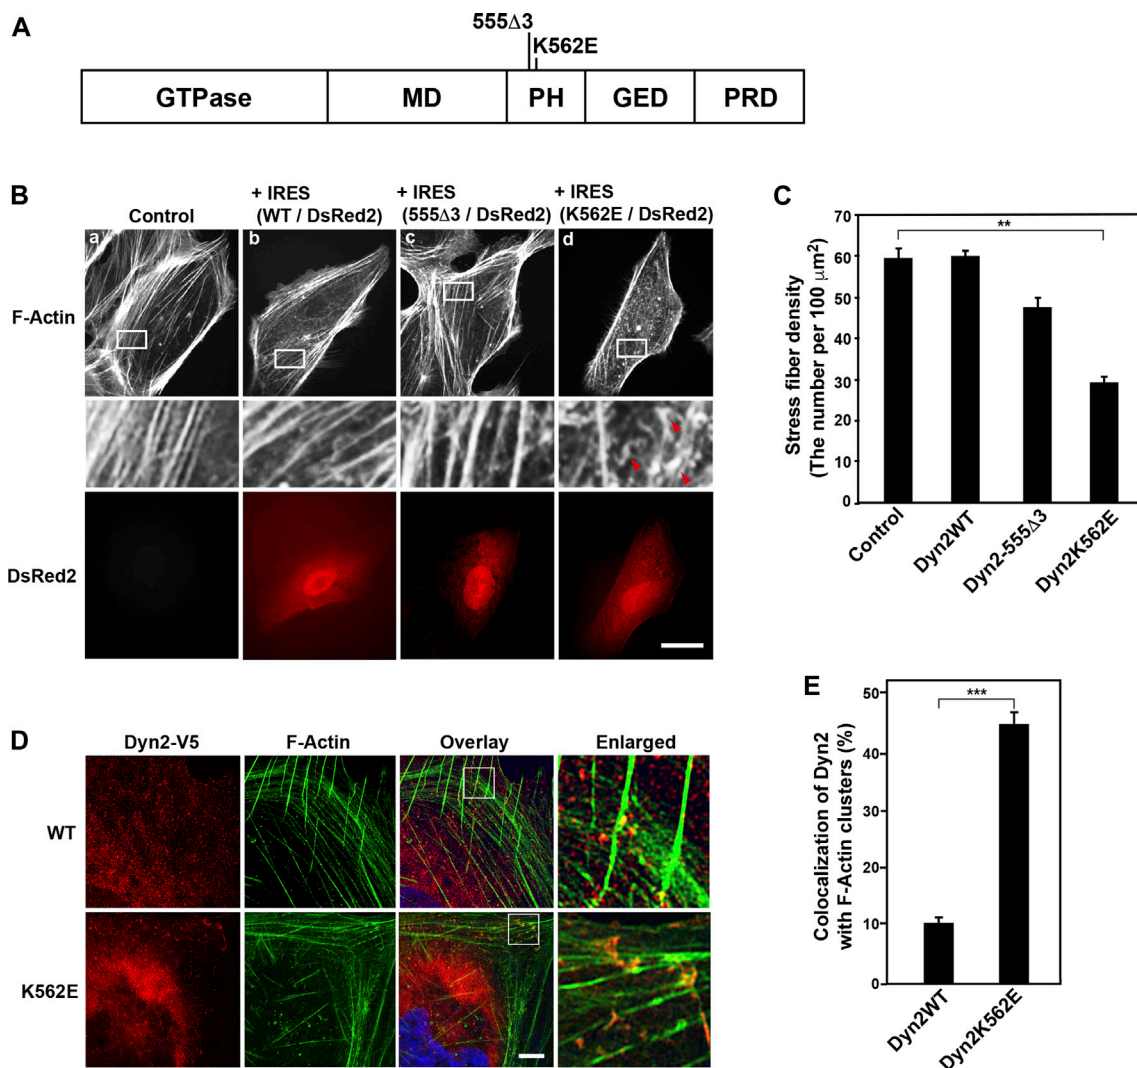 A
555Δ3
K562E
GTPase MD PH GED PRD
B
Control
+ IRES
(WT / DsRed2)
+ IRES
(555Δ3 / DsRed2)
+ IRES
(K562E / DsRed2)
a b c d
F-Actin
DsRed2
C
Stress fiber density
(The number per 100 μm²)
70
60
50
40
30
20
10
0
**
Control
Dyn2WT
Dyn2-555Δ3
Dyn2K562E
D
Dyn2-V5 F-Actin Overlay Enlarged
WT
K562E
E
Colocalization of Dyn2
with F-Actin clusters (%)
50
40
30
20
10
0
***
Dyn2WT
Dyn2K562E